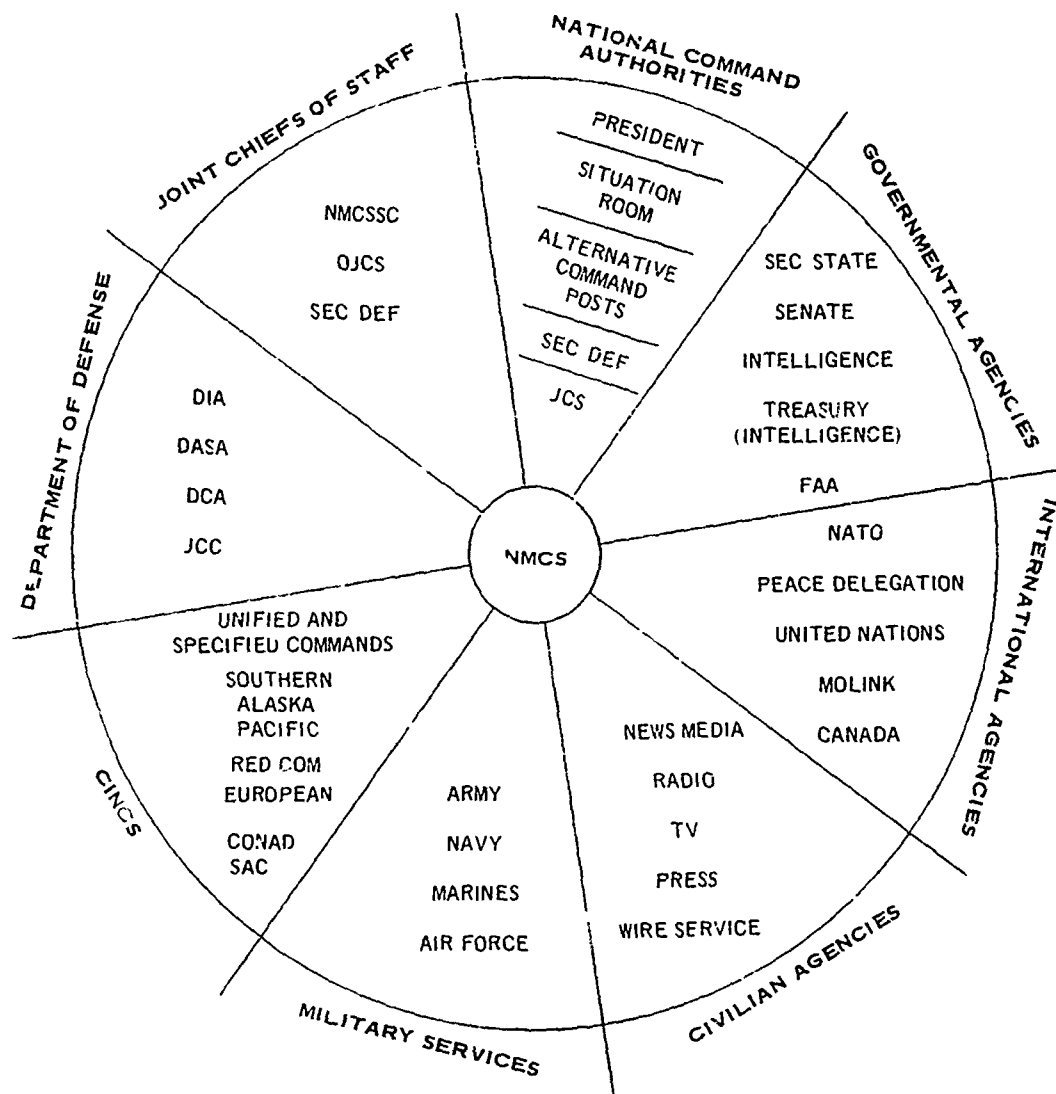 NATIONAL COMMAND
AUTHORITIES
PRESIDENT
SITUATION
ROOM
ALTERNATIVE
COMMAND
POSTS
SEC DEF
JCS
GOVERNMENTAL AGENCIES
SEC STATE
SENATE
INTELLIGENCE
TREASURY
(INTELLIGENCE)
FAA
INTERNATIONAL AGENCIES
NATO
PEACE DELEGATION
UNITED NATIONS
MOLINK
CANADA
CIVILIAN AGENCIES
NEWS MEDIA
RADIO
TV
PRESS
WIRE SERVICE
MILITARY SERVICES
ARMY
NAVY
MARINES
AIR FORCE
CINCS
UNIFIED AND
SPECIFIED COMMANDS
SOUTHERN
ALASKA
PACIFIC
RED COM
EUROPEAN
CONAD
SAC
DEPARTMENT OF DEFENSE
DIA
DASA
DCA
JCC
JOINT CHIEFS OF STAFF
NMCSSC
OJCS
SEC DEF
NMCS